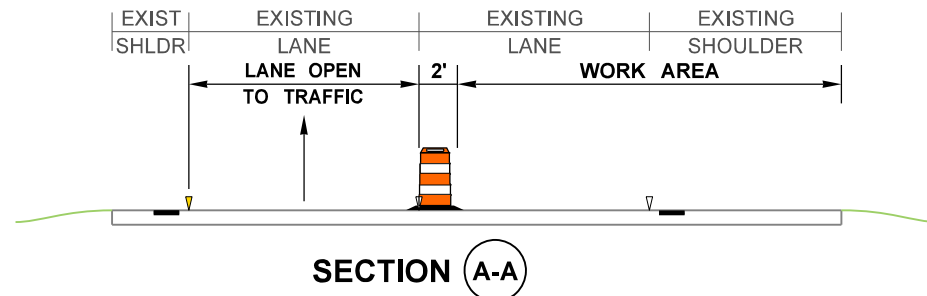 EXIST EXISTING EXISTING EXISTING
SHLDR LANE LANE SHOULDER
LANE OPEN 2' WORK AREA
TO TRAFFIC
SECTION A-A